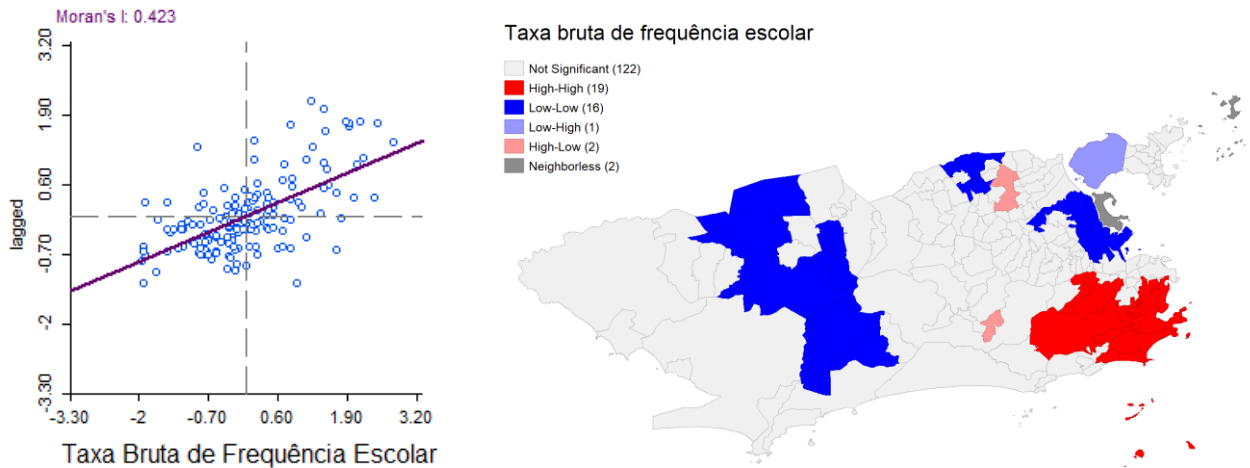 Moran's I: 0.423
3.20
1.90
0.60
-0.70
-2
-3.30
lagged
-3.30 -2 -0.70 0.60 1.90 3.20
Taxa Bruta de Frequência Escolar
Taxa bruta de frequência escolar
Not Significant (122)
High-High (19)
Low-Low (16)
Low-High (1)
High-Low (2)
Neighborless (2)